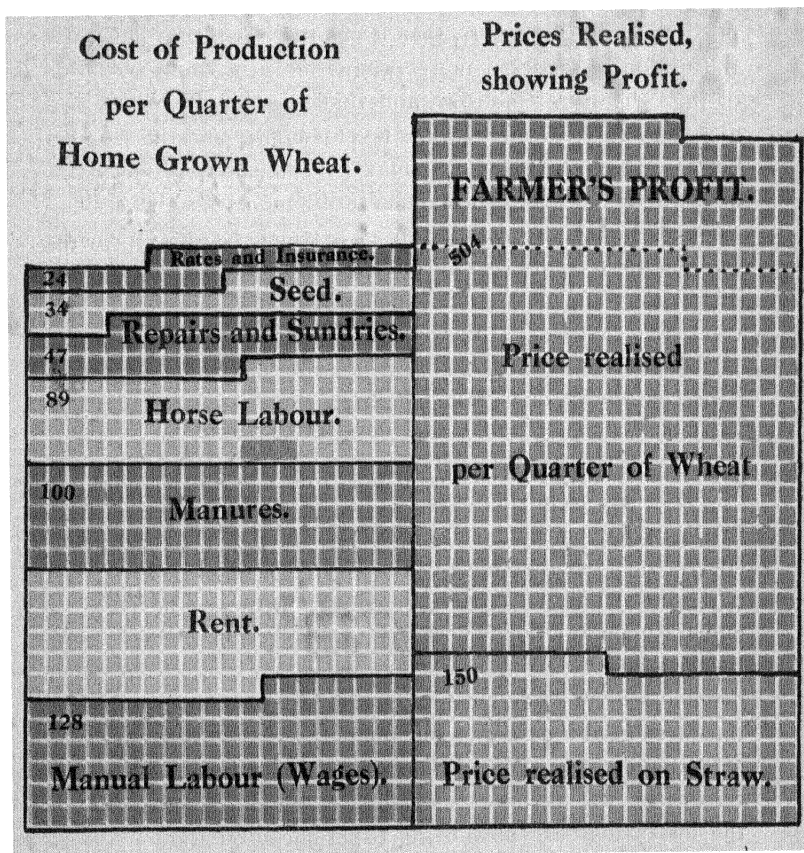 Cost of Production
per Quarter of
Home Grown Wheat.
Prices Realised,
showing Profit.
Rates and Insurance.
24
Seed.
34
Repairs and Sundries.
47
89
Horse Labour.
100
Manures.
Rent.
128
Manual Labour (Wages).
FARMER'S PROFIT.
504
Price realised
per Quarter of Wheat
150
Price realised on Straw.